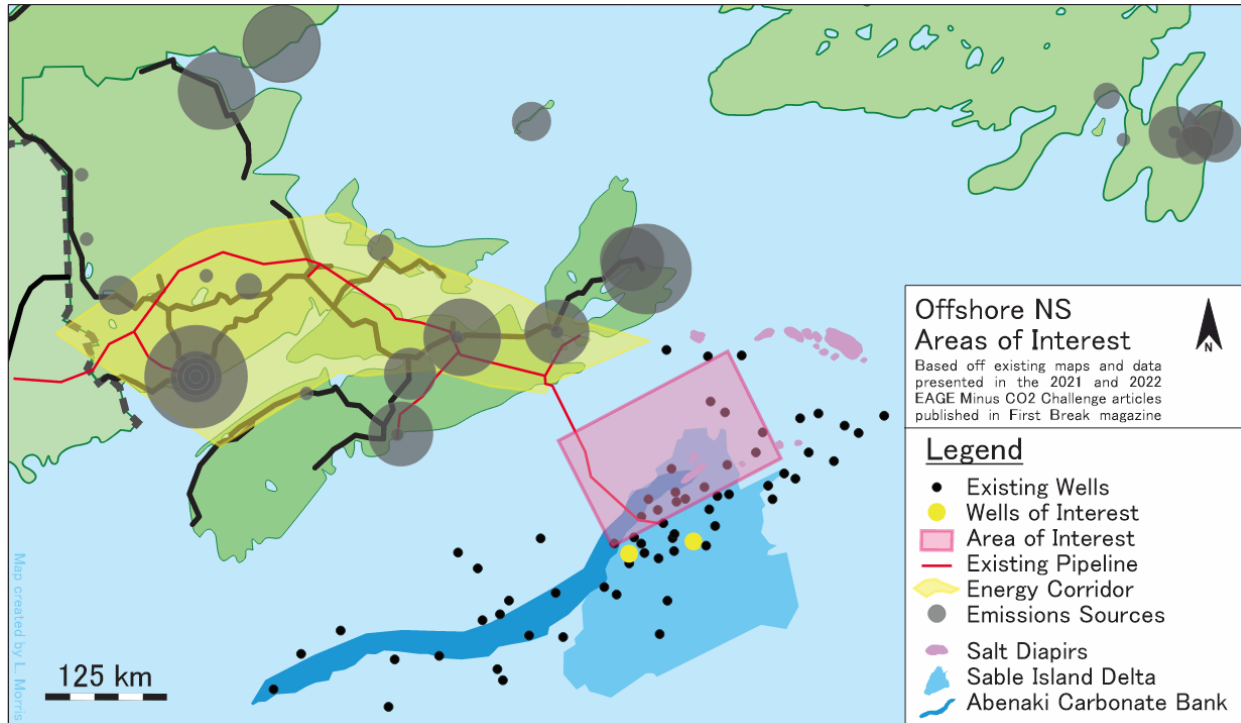 Offshore NS
Areas of Interest
Based off existing maps and data
presented in the 2021 and 2022
EAGE Minus CO2 Challenge articles
published in First Break magazine
N
Legend
Existing Wells
Wells of Interest
Area of Interest
Existing Pipeline
Energy Corridor
Emissions Sources
Salt Diapirs
Sable Island Delta
Abenaki Carbonate Bank
125 km
Map created by L. Morris